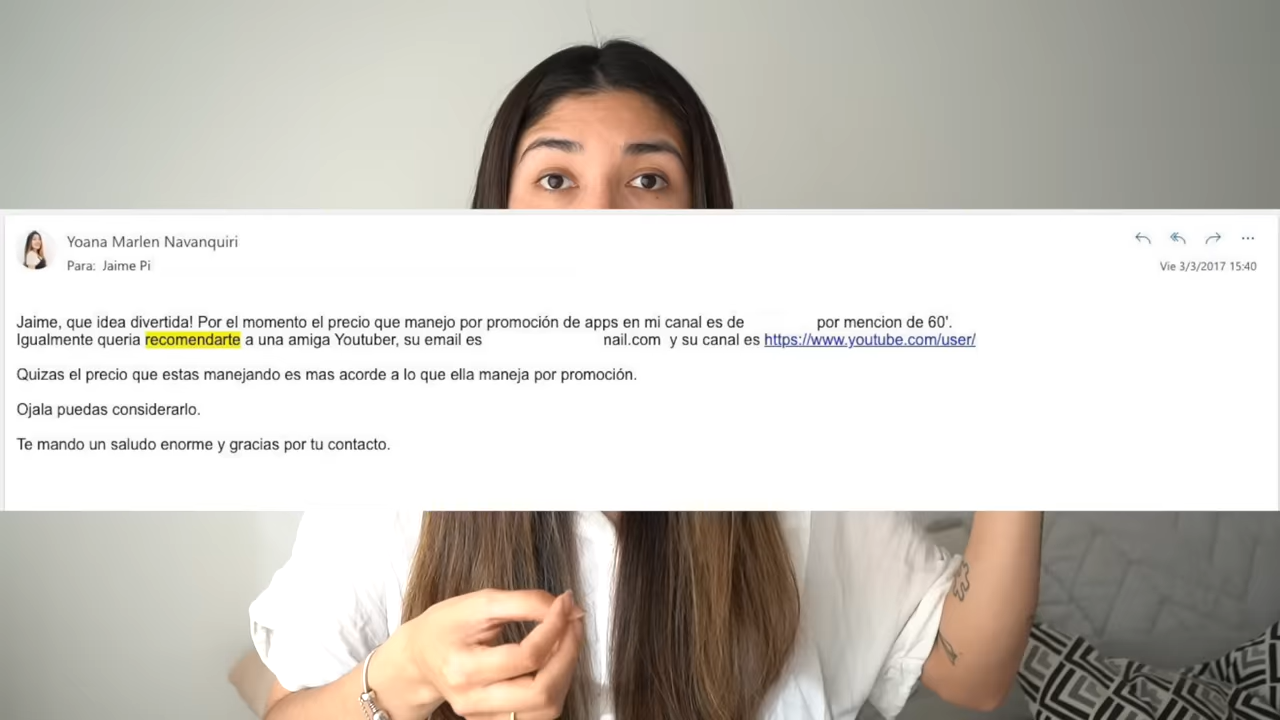 Yoana Marlen Navanquiri
Para: Jaime Pi
Vie 3/3/2017 15:40
Jaime, que idea divertida! Por el momento el precio que manejo por promoción de apps en mi canal es de por mencion de 60'.
Igualmente queria recomendarte a una amiga Youtuber, su email es nail.com y su canal es https://www.youtube.com/user/
Quizas el precio que estas manejando es mas acorde a lo que ella maneja por promoción.
Ojala puedas considerarlo.
Te mando un saludo enorme y gracias por tu contacto.